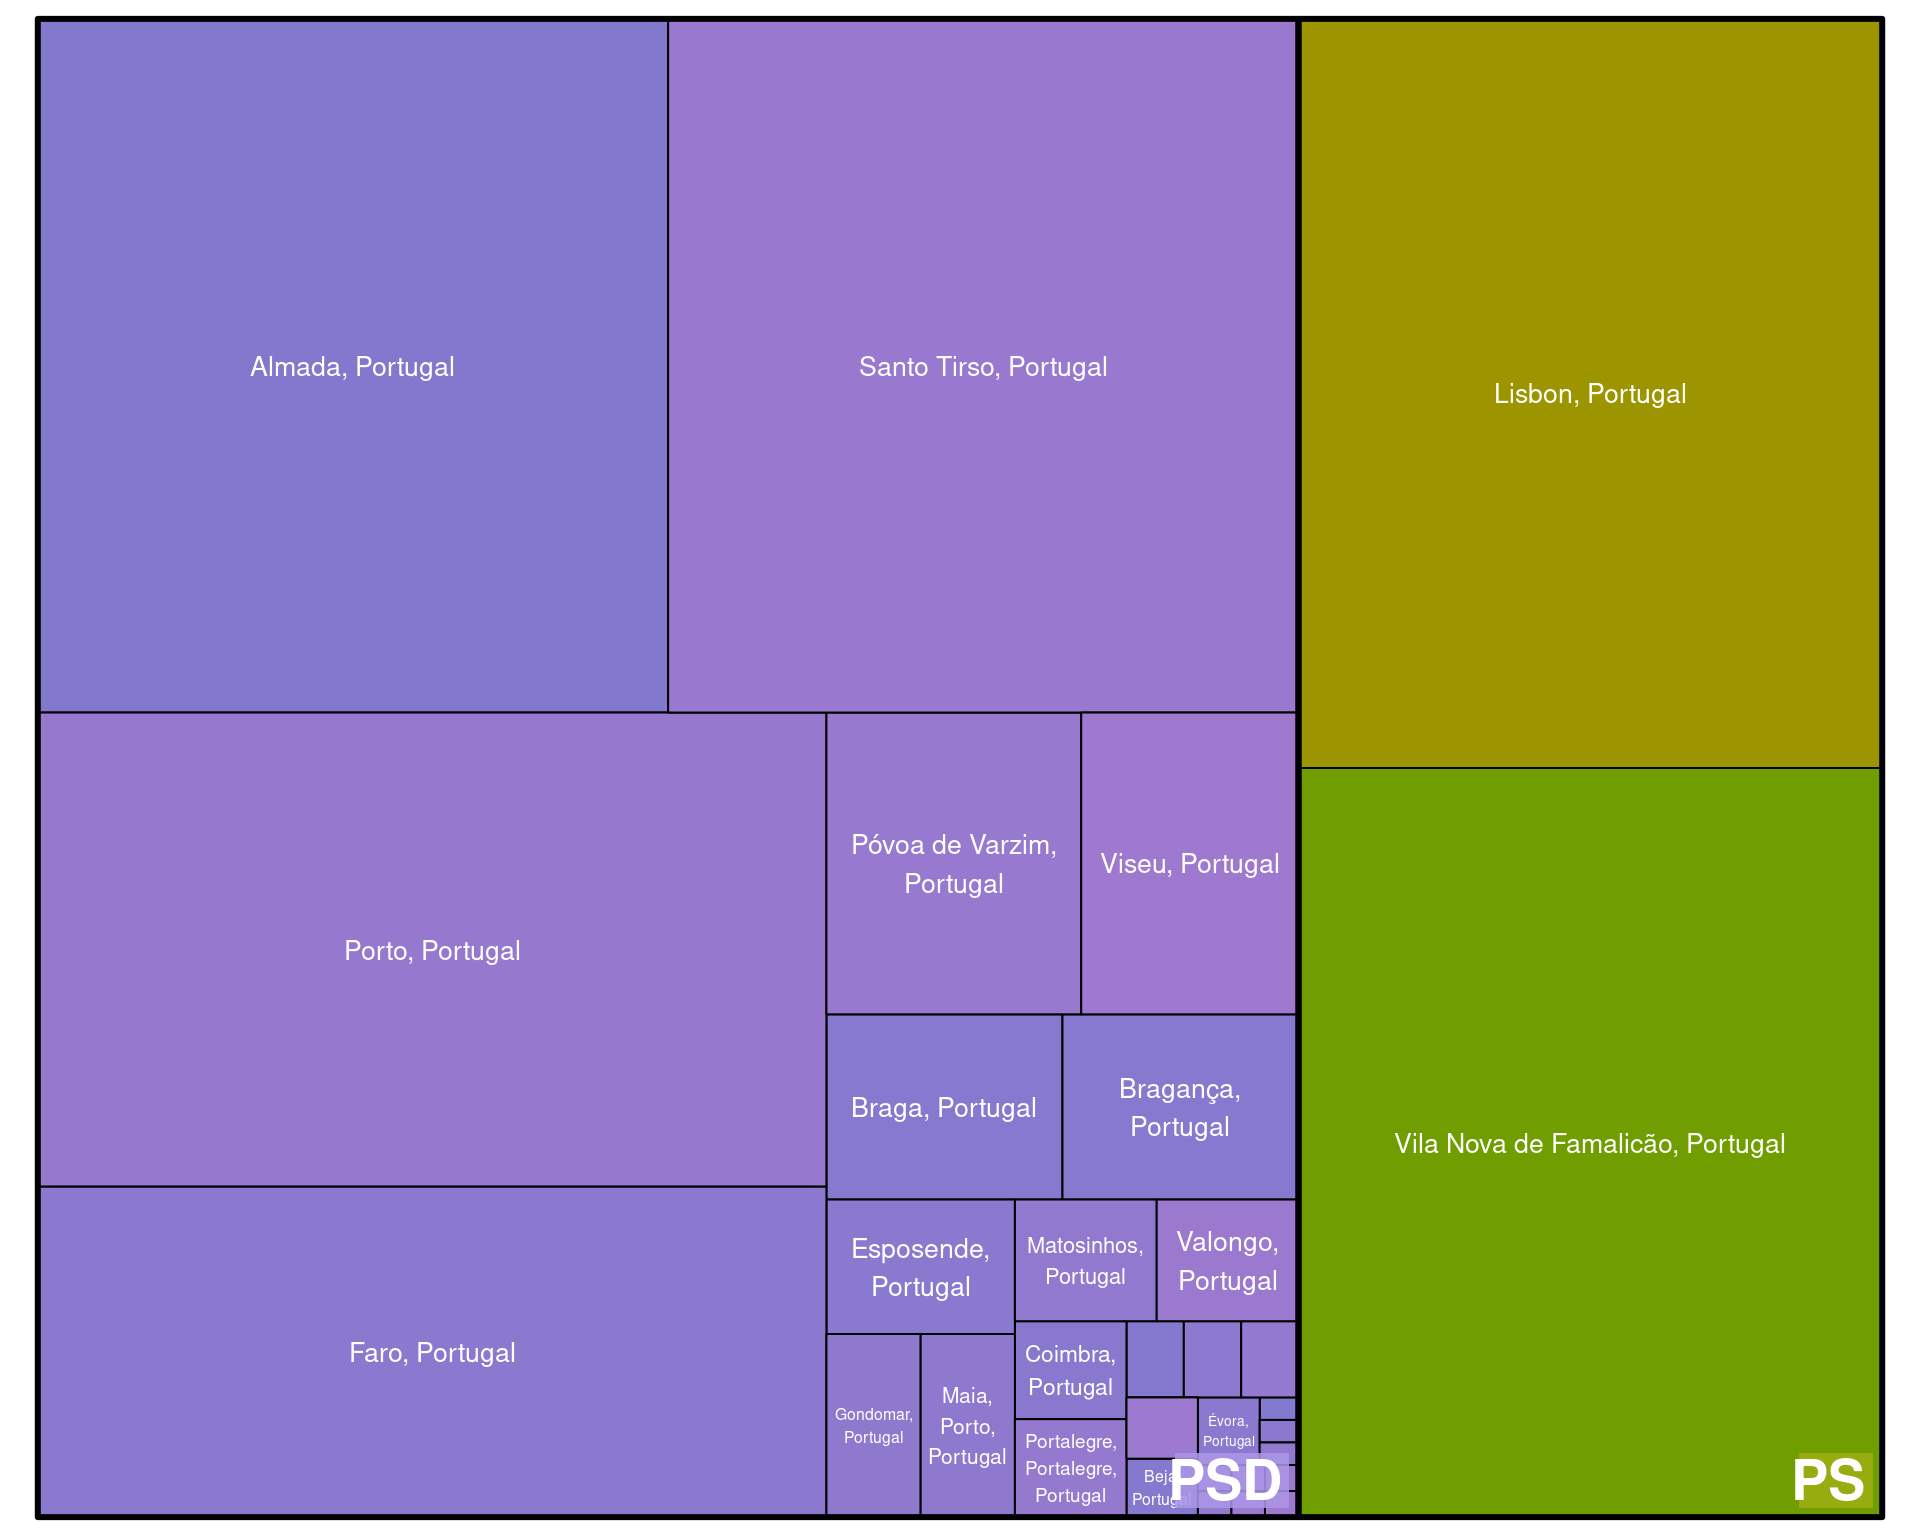 Almada, Portugal
Santo Tirso, Portugal
Lisbon, Portugal
Porto, Portugal
Póvoa de Varzim,
Portugal
Viseu, Portugal
Braga, Portugal
Bragança,
Portugal
Vila Nova de Famalicão, Portugal
Faro, Portugal
Esposende,
Portugal
Matosinhos,
Portugal
Valongo,
Portugal
Gondomar,
Portugal
Maia,
Porto,
Portugal
Coimbra,
Portugal
Portalegre,
Portalegre,
Portugal
Évora,
Portugal
Beja,
Portugal
PSD
PS